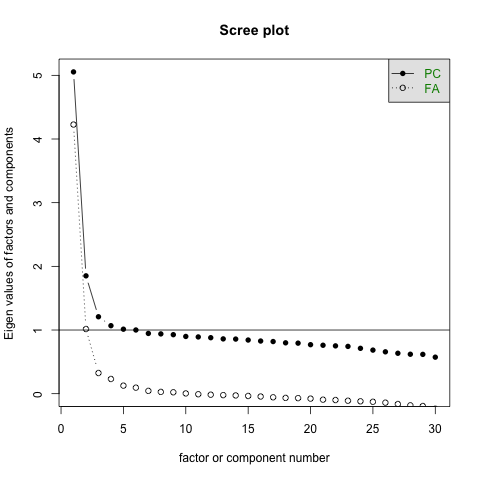 Scree plot
PC
FA
Eigen values of factors and components
5
4
3
2
1
0
0 5 10 15 20 25 30
factor or component number